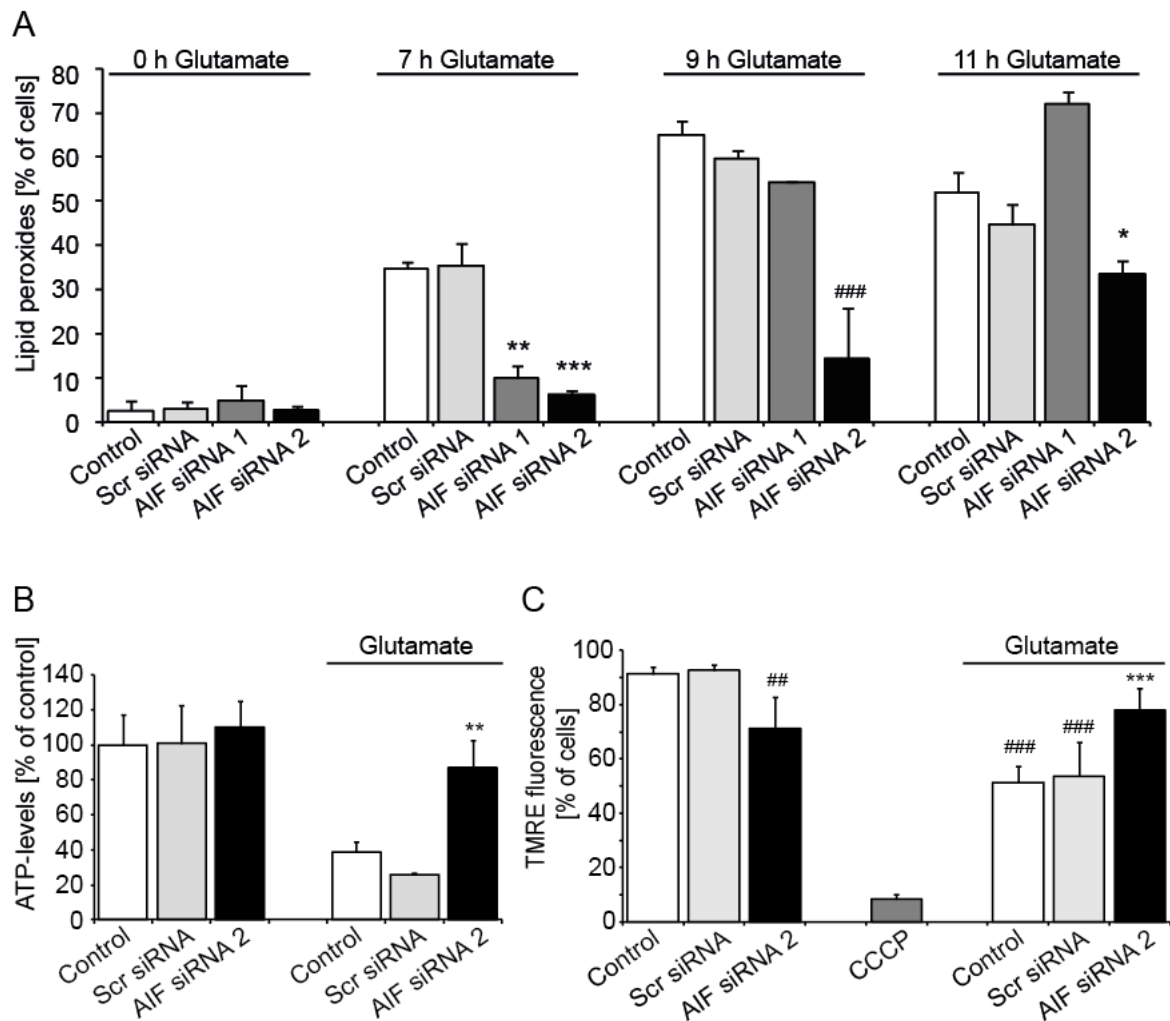 A
0 h Glutamate 7 h Glutamate 9 h Glutamate 11 h Glutamate
Lipid peroxides [% of cells]
80
70
60
50
40
30
20
10
0
** *** ### *
Control Scr siRNA AIF siRNA 1 AIF siRNA 2 Control Scr siRNA AIF siRNA 1 AIF siRNA 2 Control Scr siRNA AIF siRNA 1 AIF siRNA 2 Control Scr siRNA AIF siRNA 1 AIF siRNA 2
B
Glutamate
ATP-levels [% of control]
140
120
100
80
60
40
20
0
**
Control Scr siRNA AIF siRNA 2 Control Scr siRNA AIF siRNA 2
C
Glutamate
TMRE fluorescence
[% of cells]
100
80
60
40
20
0
## ### ### ***
Control Scr siRNA AIF siRNA 2 CCCP Control Scr siRNA AIF siRNA 2